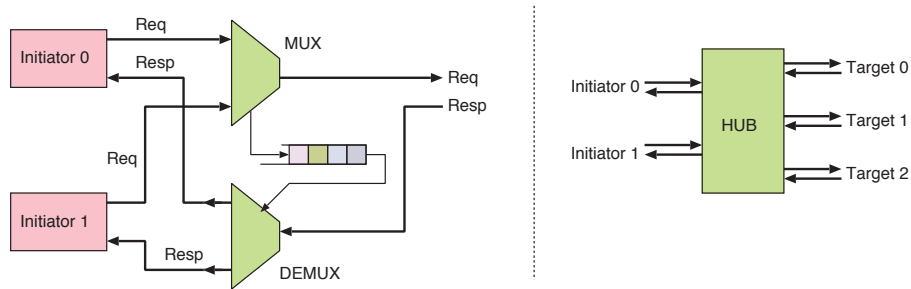 Req
MUX
Initiator 0
Resp
Req
Resp
Req
Initiator 1
Resp
DEMUX
Initiator 0
Initiator 1
HUB
Target 0
Target 1
Target 2